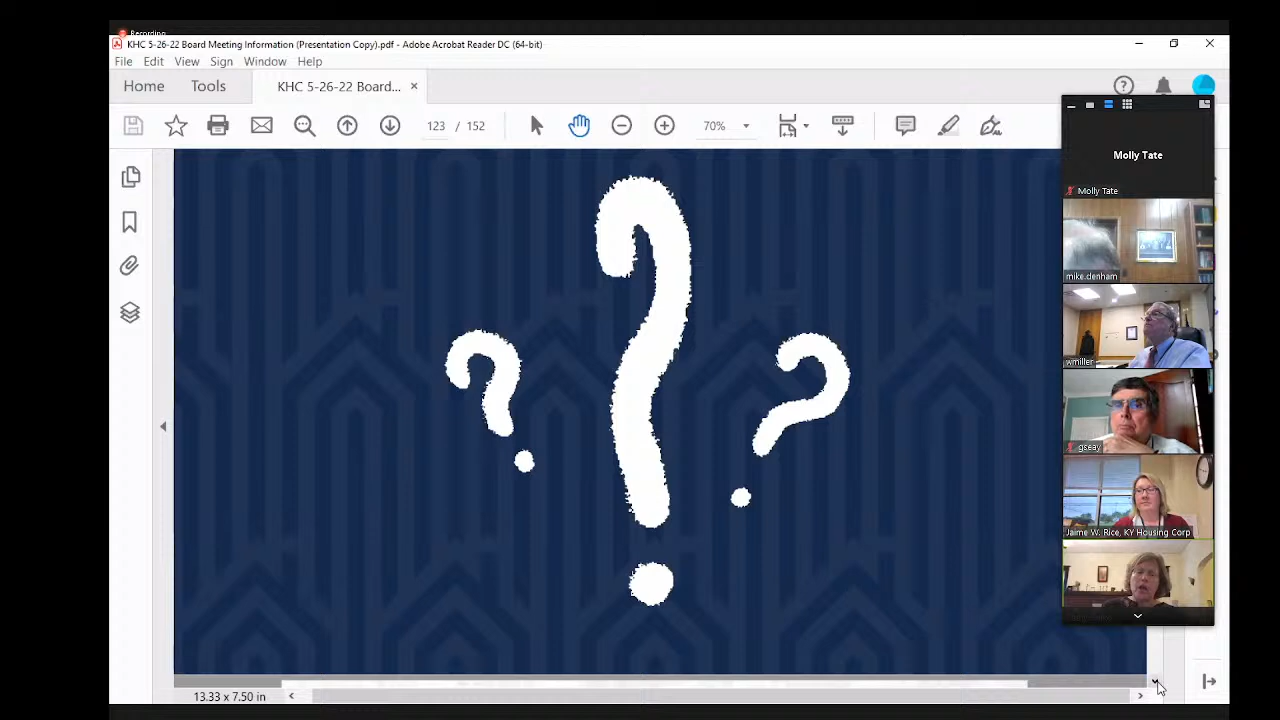 Recording
KHC 5-26-22 Board Meeting Information (Presentation Copy).pdf - Adobe Acrobat Reader DC (64-bit)
File Edit View Sign Window Help
Home Tools KHC 5-26-22 Board... ×
123 / 152 70%
Molly Tate
Molly Tate
mike.denham
wmiller
gseay
Jaime W. Rice, KY Housing Corp
? ? ?
13.33 x 7.50 in